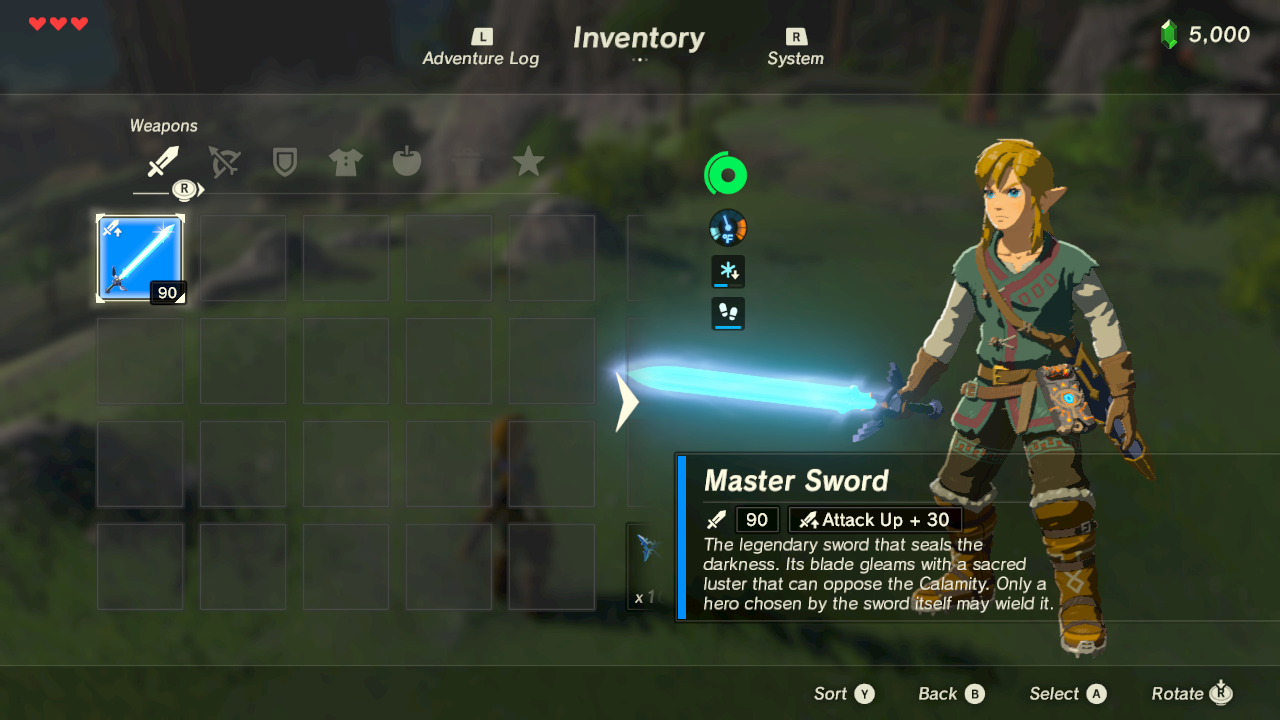 L
Inventory
R
5,000
Adventure Log
System
Weapons
R
°F
90
Master Sword
90
Attack Up + 30
The legendary sword that seals the
darkness. Its blade gleams with a sacred
luster that can oppose the Calamity. Only a
hero chosen by the sword itself may wield it.
x 1
Sort Y
Back B
Select A
Rotate R